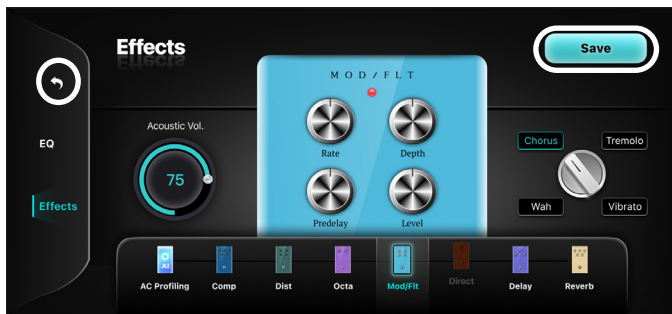 Effects
Save
MOD/FLT
EQ
Acoustic Vol.
Rate
Depth
Chorus
Tremolo
75
Effects
Predelay
Level
Wah
Vibrato
AI
AC Profiling
Comp
Dist
Octa
Mod/Flt
Direct
Delay
Reverb